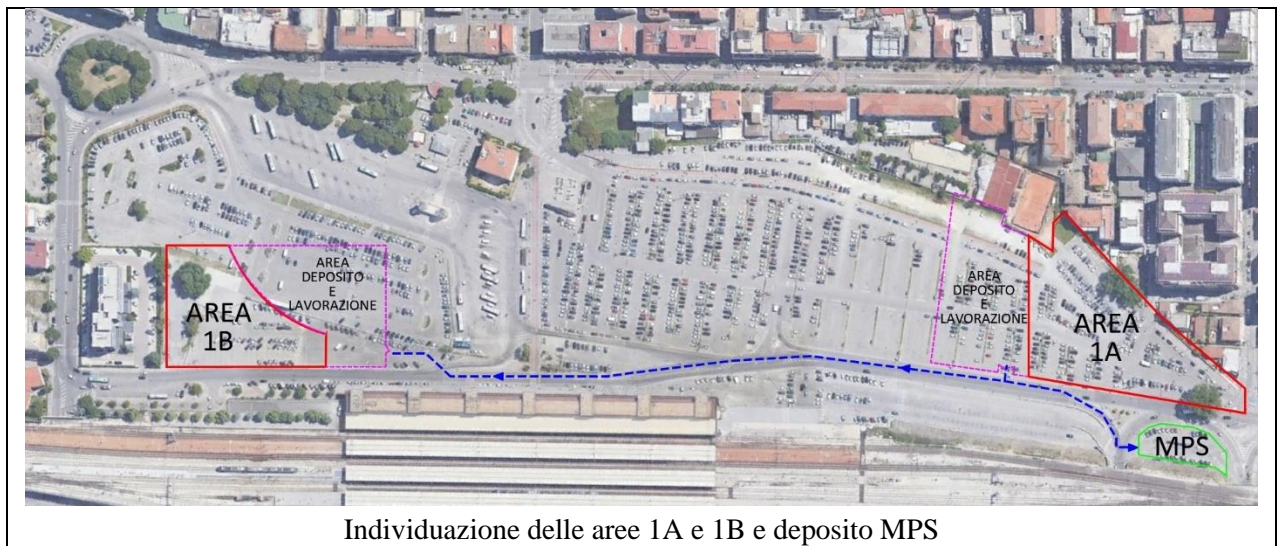 AREA
1B
AREA
DEPOSITO
E
LAVORAZIONE
AREA
DEPOSITO
E
LAVORAZIONE
AREA
1A
MPS
Individuazione delle aree 1A e 1B e deposito MPS